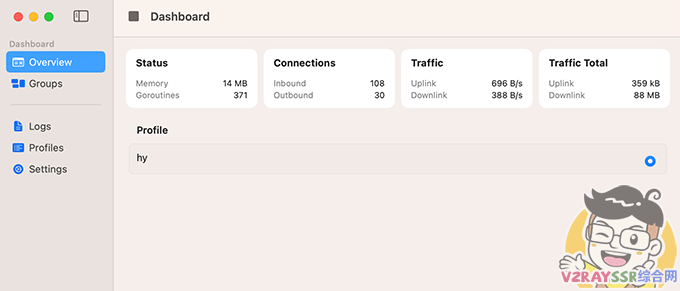 Dashboard
Dashboard
Overview
Groups
Logs
Profiles
Settings
Status
Memory 14 MB
Goroutines 371
Connections
Inbound 108
Outbound 30
Traffic
Uplink 696 B/s
Downlink 388 B/s
Traffic Total
Uplink 359 kB
Downlink 88 MB
Profile
hy
V2RAYSSR综合网